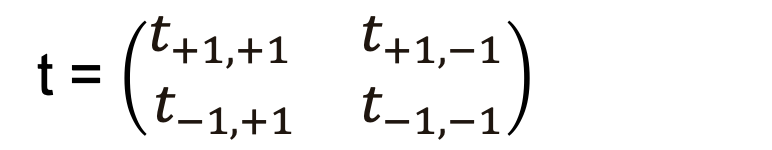 t = (t₊₁,₊₁ t₊₁,₋₁
t₋₁,₊₁ t₋₁,₋₁)